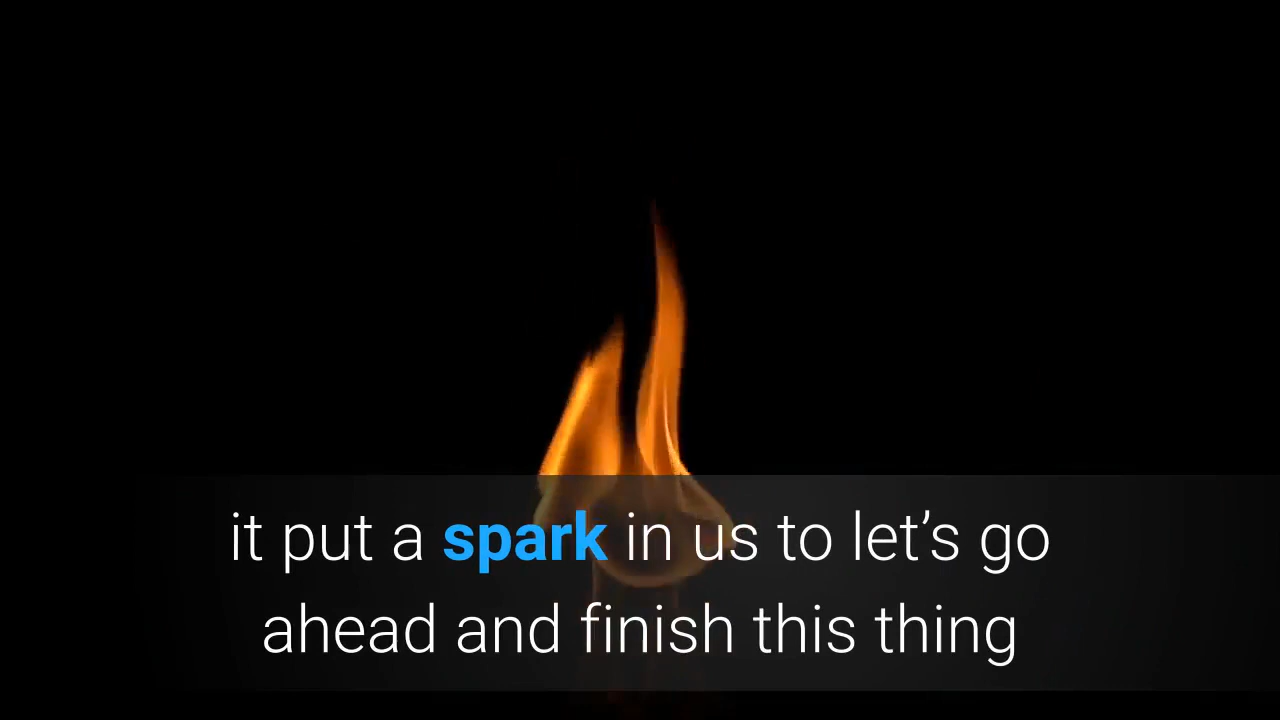 it put a spark in us to let’s go
ahead and finish this thing